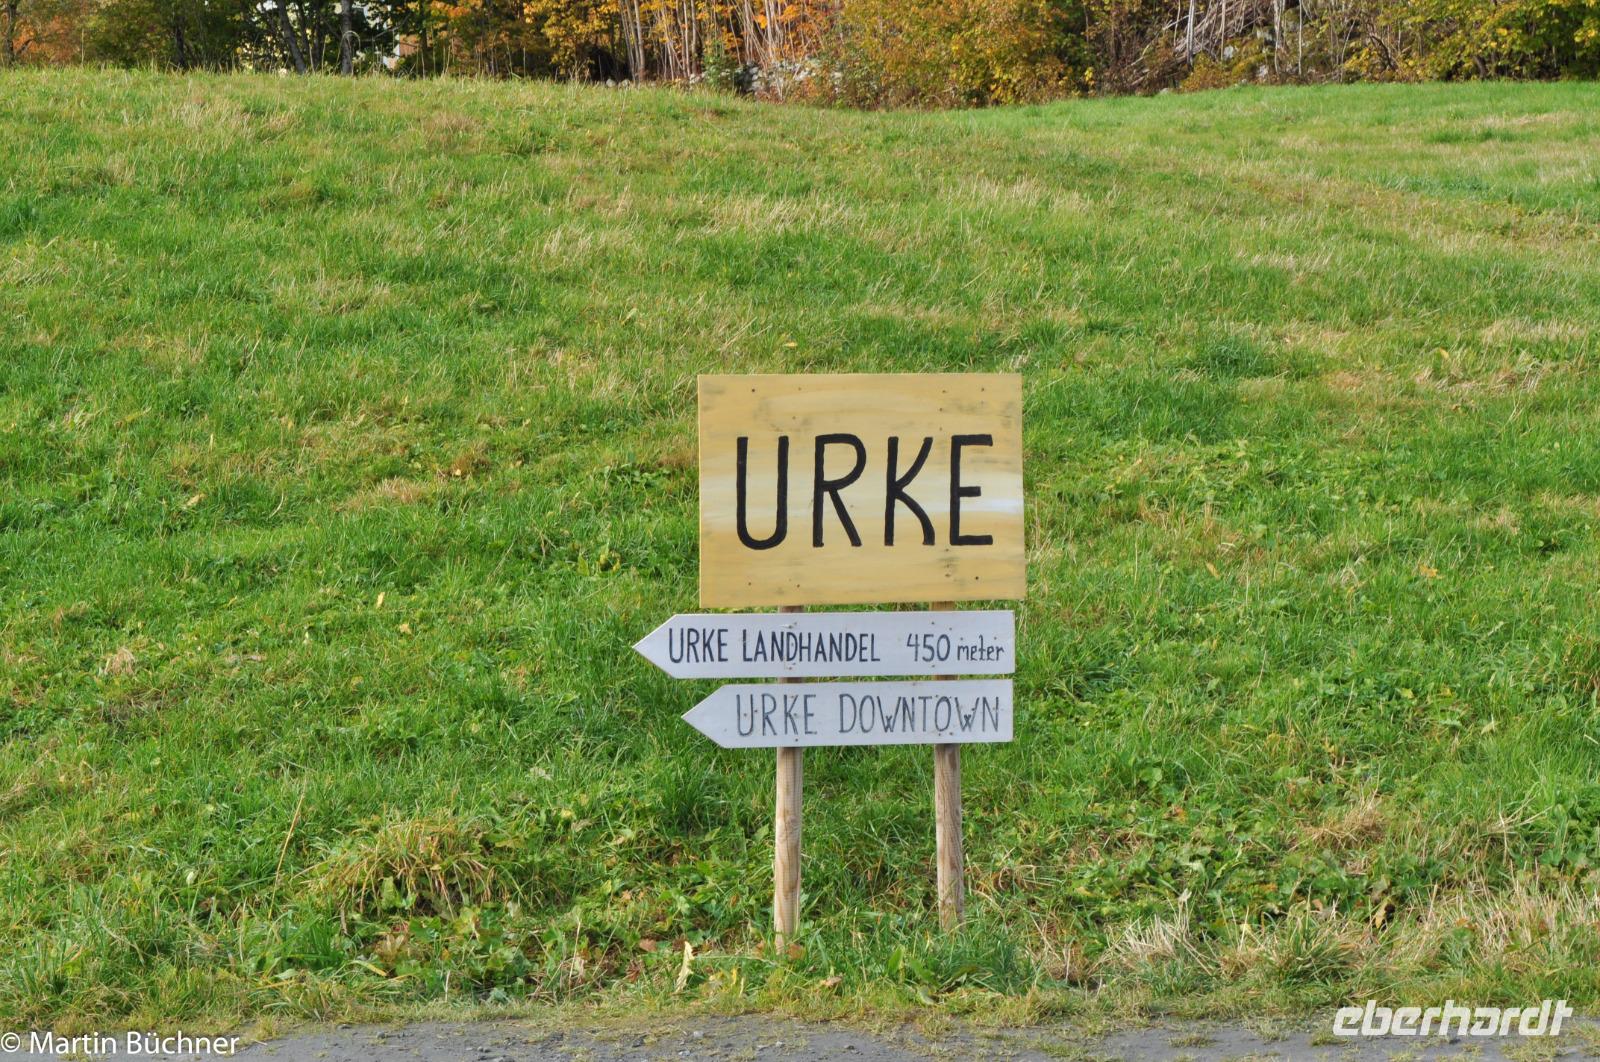 URKE
URKE LANDHANDEL 450 meter
URKE DOWNTOWN
© Martin Büchner
eberhardt